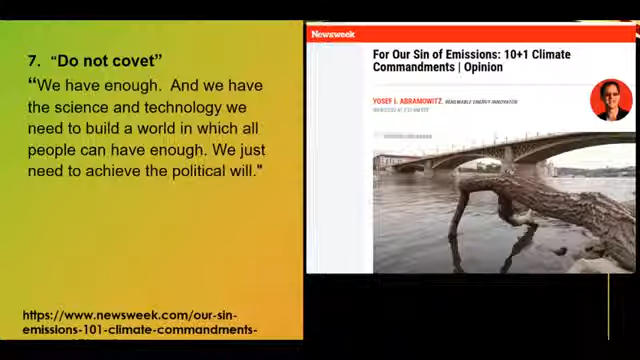 7. “Do not covet”
“We have enough. And we have
the science and technology we
need to build a world in which all
people can have enough. We just
need to achieve the political will."
https://www.newsweek.com/our-sin-
emissions-101-climate-commandments-
Newsweek
For Our Sin of Emissions: 10+1 Climate
Commandments | Opinion
YOSEF I. ABRAMOWITZ, RENEWABLE ENERGY INNOVATOR